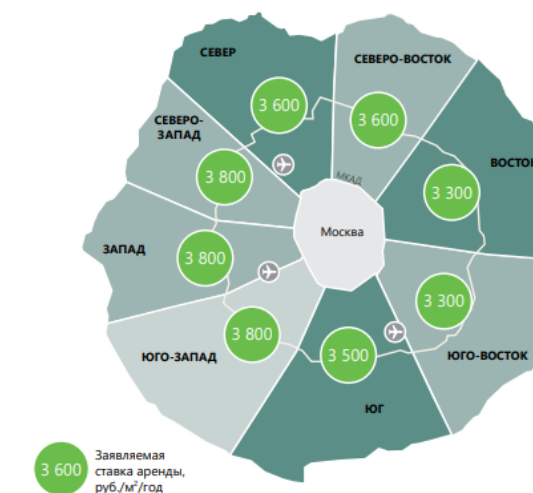 СЕВЕР
СЕВЕРО-ВОСТОК
3 600
3 600
СЕВЕРО-
ЗАПАД
ВОСТОК
МКАД
3 800
3 300
Москва
ЗАПАД
3 800
3 300
3 800
3 500
ЮГО-ЗАПАД
ЮГО-ВОСТОК
ЮГ
3 600
Заявляемая
ставка аренды,
руб./м²/год